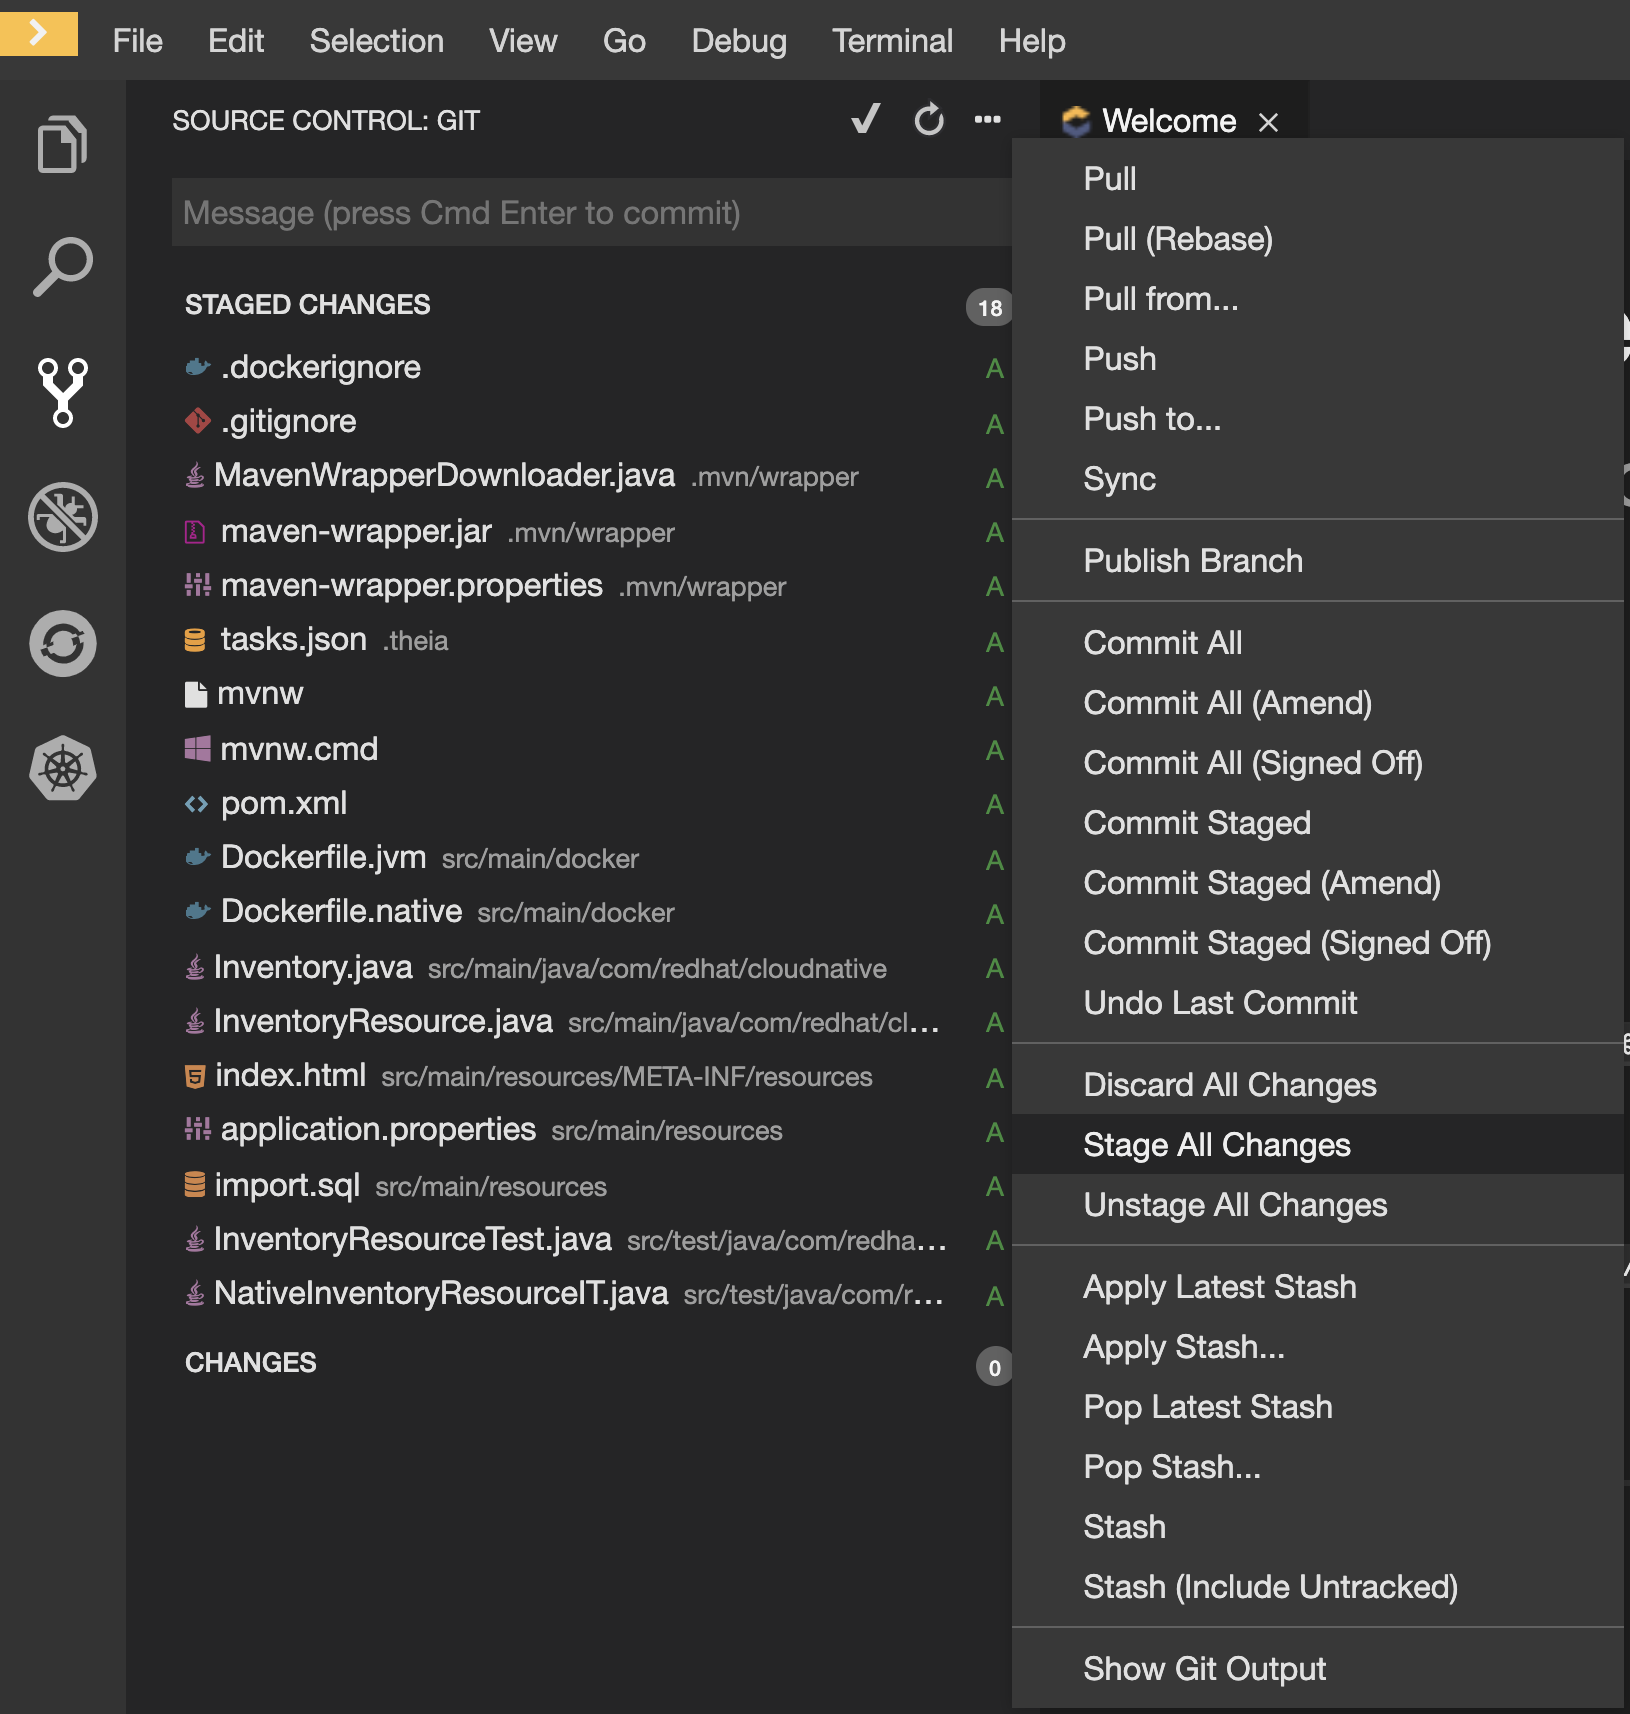 File Edit Selection View Go Debug Terminal Help
SOURCE CONTROL: GIT
Welcome
Message (press Cmd Enter to commit)
STAGED CHANGES 18
.dockerignore A
.gitignore A
MavenWrapperDownloader.java .mvn/wrapper A
maven-wrapper.jar .mvn/wrapper A
maven-wrapper.properties .mvn/wrapper A
tasks.json .theia A
mvnw A
mvnw.cmd A
pom.xml A
Dockerfile.jvm src/main/docker A
Dockerfile.native src/main/docker A
Inventory.java src/main/java/com/redhat/cloudnative A
InventoryResource.java src/main/java/com/redhat/cl... A
index.html src/main/resources/META-INF/resources A
application.properties src/main/resources A
import.sql src/main/resources A
InventoryResourceTest.java src/test/java/com/redha... A
NativeInventoryResourceIT.java src/test/java/com/r... A
CHANGES 0
Pull
Pull (Rebase)
Pull from...
Push
Push to...
Sync
Publish Branch
Commit All
Commit All (Amend)
Commit All (Signed Off)
Commit Staged
Commit Staged (Amend)
Commit Staged (Signed Off)
Undo Last Commit
Discard All Changes
Stage All Changes
Unstage All Changes
Apply Latest Stash
Apply Stash...
Pop Latest Stash
Pop Stash...
Stash
Stash (Include Untracked)
Show Git Output